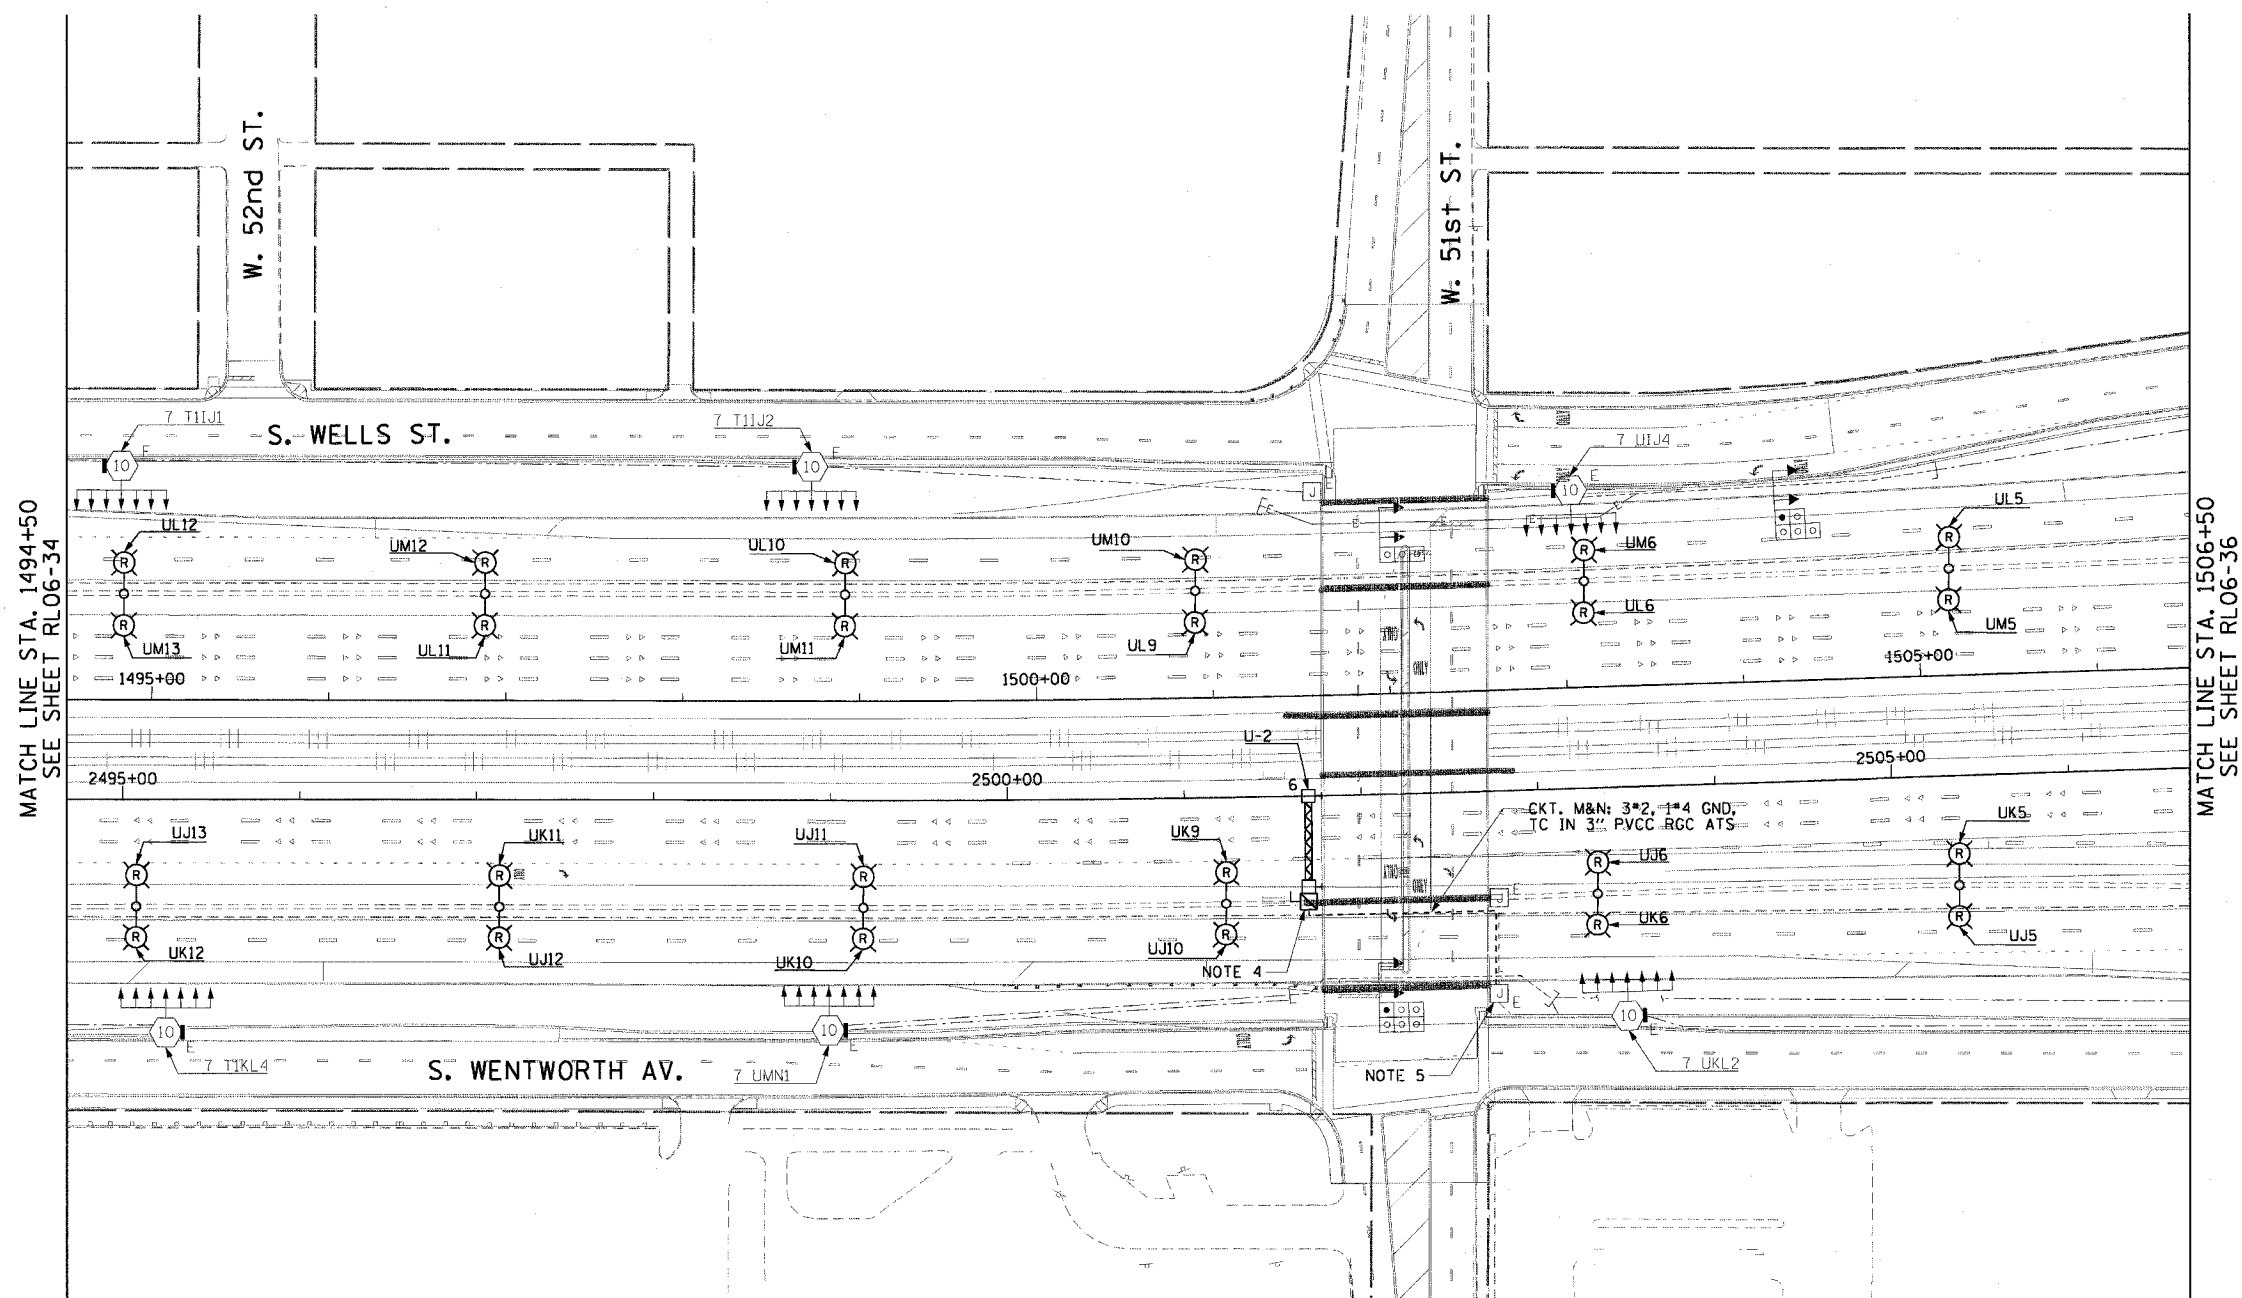 W. 52nd ST.
W. 51st ST.
7 T1IJ1
S. WELLS ST.
7 T1IJ2
7 UIJ4
10
E
10
E
10
E
J
MATCH LINE STA. 1494+50
SEE SHEET RL06-34
MATCH LINE STA. 1506+50
SEE SHEET RL06-36
UL12
UM12
UL10
UM10
UM6
UL5
R
R
R
R
R
R
R
R
R
R
R
R
UM13
UL11
UM11
UL9
UL6
UM5
1495+00
1500+00
1505+00
U-2
2495+00
2500+00
2505+00
6
CKT. M&N: 3#2, 1#4 GND,
TC IN 3" PVCC RGC ATS
ONLY
ONLY
UJ13
UK11
UJ11
UK9
UJ6
UK5
R
R
R
R
R
R
R
R
R
R
R
R
UK12
UJ12
UK10
UJ10
UK6
UJ5
NOTE 4
E
J
E
10
E
10
E
10
E
7 T1KL4
S. WENTWORTH AV.
7 UMN1
NOTE 5
7 UKL2